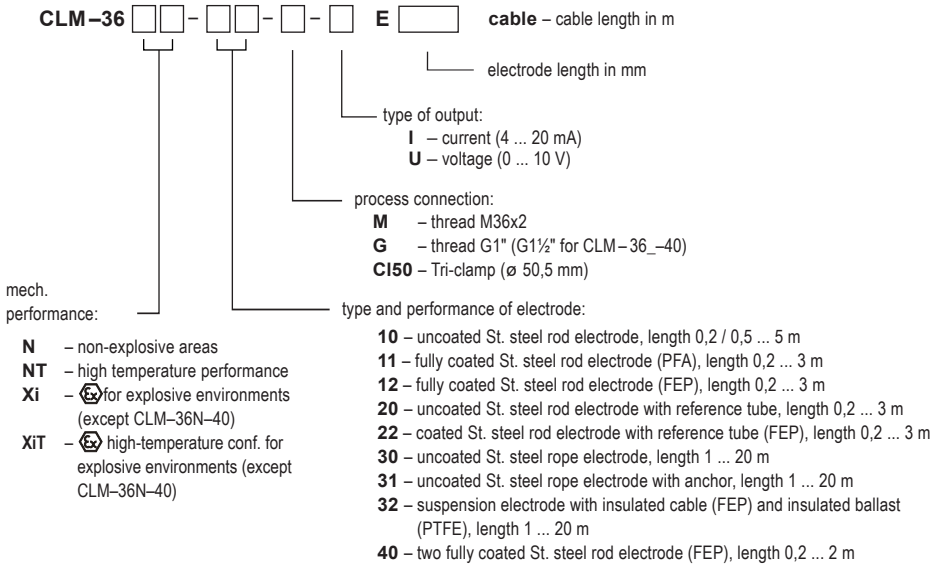 CLM–36 – – – E cable – cable length in m
electrode length in mm
type of output:
I – current (4 ... 20 mA)
U – voltage (0 ... 10 V)
process connection:
M – thread M36x2
G – thread G1" (G1½" for CLM–36_–40)
Cl50 – Tri-clamp (ø 50,5 mm)
mech.
performance:
N – non-explosive areas
NT – high temperature performance
Xi – Ex for explosive environments
(except CLM–36N–40)
XiT – Ex high-temperature conf. for
explosive environments (except
CLM–36N–40)
type and performance of electrode:
10 – uncoated St. steel rod electrode, length 0,2 / 0,5 ... 5 m
11 – fully coated St. steel rod electrode (PFA), length 0,2 ... 3 m
12 – fully coated St. steel rod electrode (FEP), length 0,2 ... 3 m
20 – uncoated St. steel rod electrode with reference tube, length 0,2 ... 3 m
22 – coated St. steel rod electrode with reference tube (FEP), length 0,2 ... 3 m
30 – uncoated St. steel rope electrode, length 1 ... 20 m
31 – uncoated St. steel rope electrode with anchor, length 1 ... 20 m
32 – suspension electrode with insulated cable (FEP) and insulated ballast
(PTFE), length 1 ... 20 m
40 – two fully coated St. steel rod electrode (FEP), length 0,2 ... 2 m